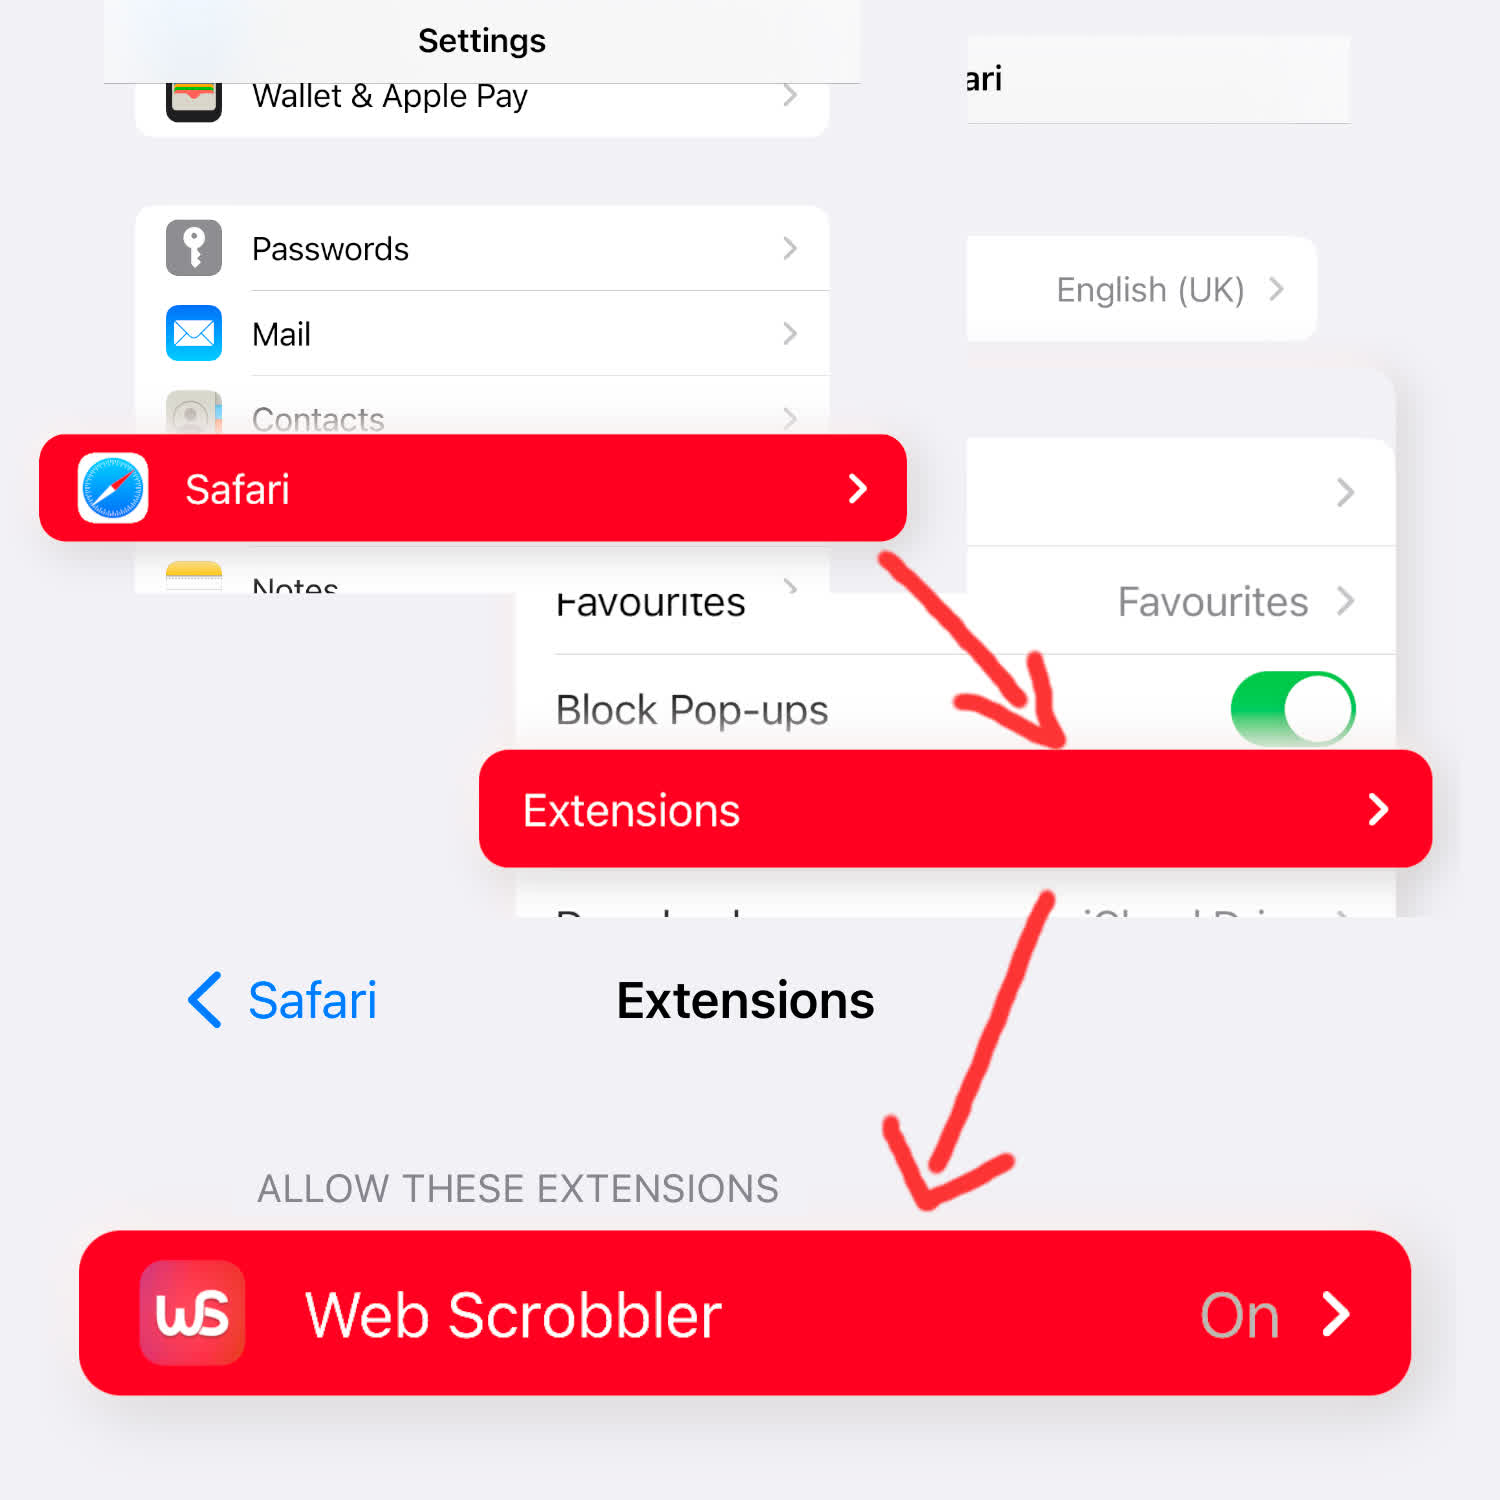 Settings
ari
Wallet & Apple Pay
Passwords
English (UK)
Mail
Contacts
Safari
Notes
Favourites Favourites
Block Pop-ups
Extensions
Safari Extensions
ALLOW THESE EXTENSIONS
ws Web Scrobbler On